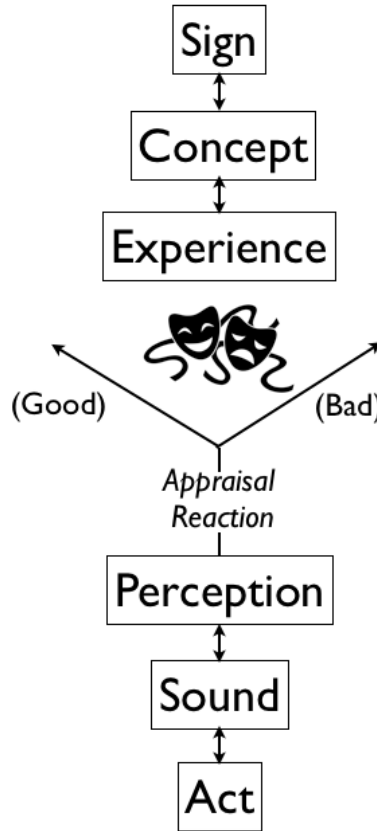 Sign
Concept
Experience
(Good)
(Bad)
Appraisal
Reaction
Perception
Sound
Act